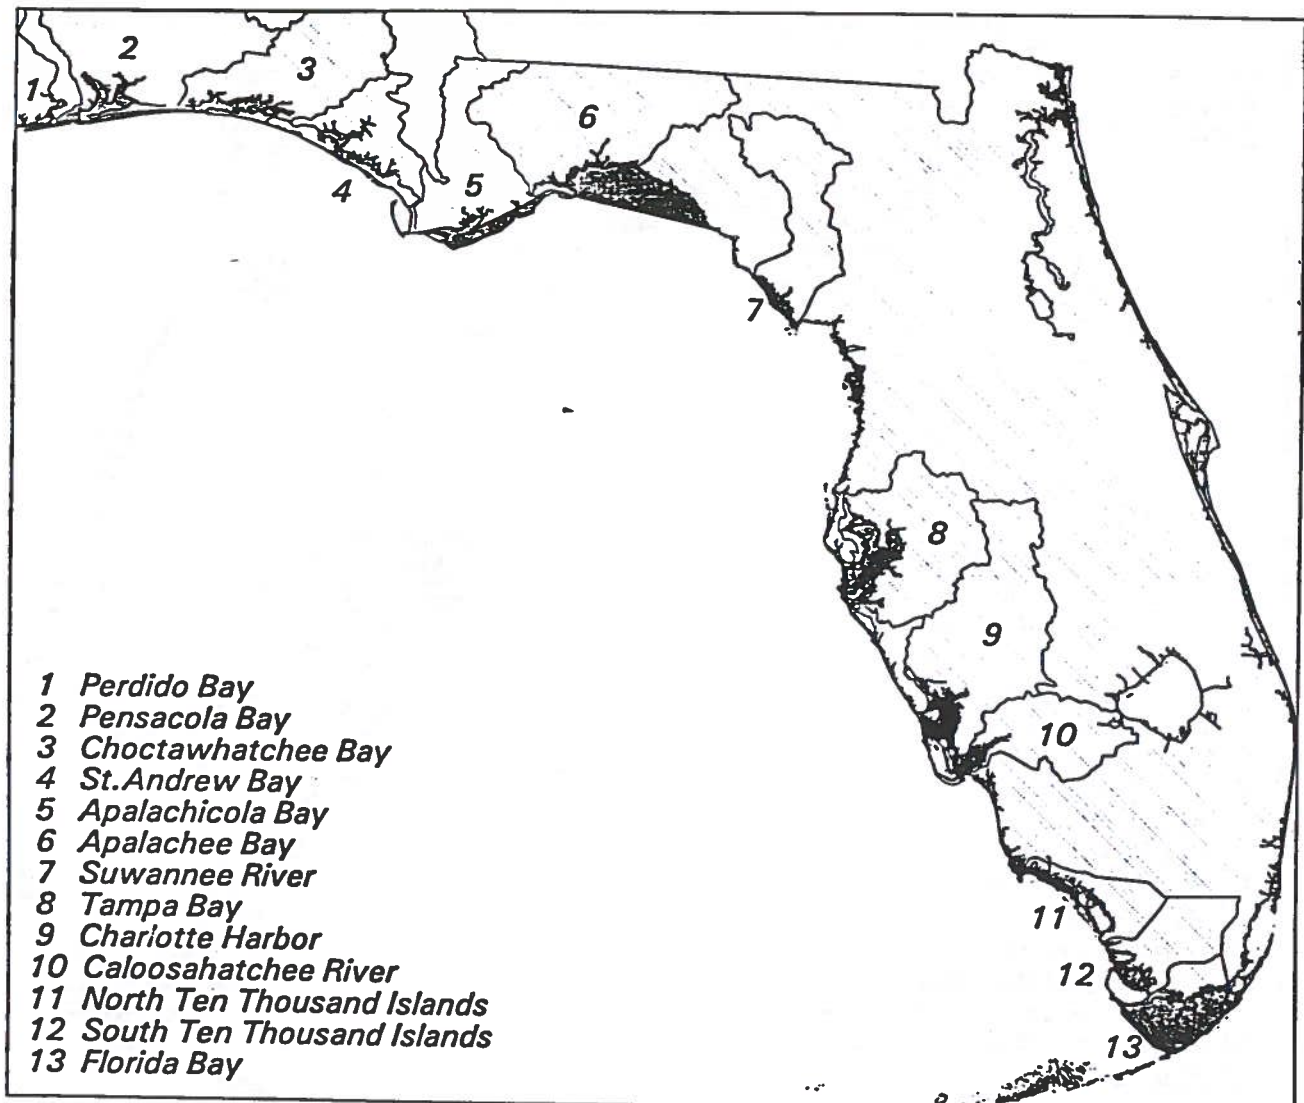 1
2
3
4
5
6
7
8
9
10
11
12
13
1 Perdido Bay
2 Pensacola Bay
3 Choctawhatchee Bay
4 St.Andrew Bay
5 Apalachicola Bay
6 Apalachee Bay
7 Suwannee River
8 Tampa Bay
9 Charlotte Harbor
10 Caloosahatchee River
11 North Ten Thousand Islands
12 South Ten Thousand Islands
13 Florida Bay